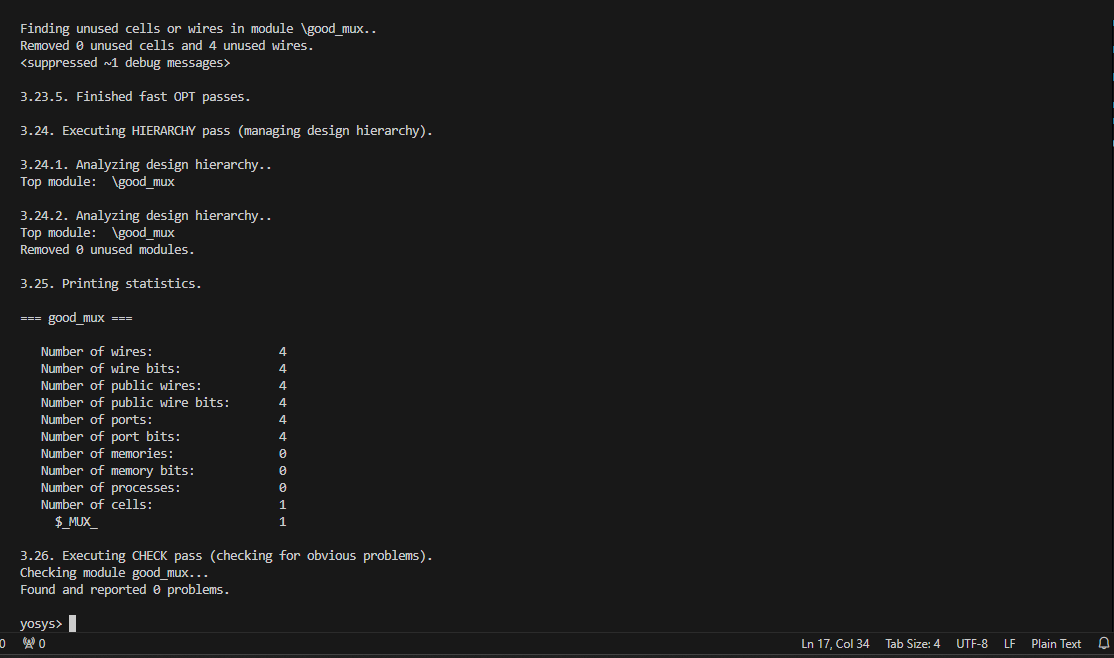 Finding unused cells or wires in module \good_mux..
Removed 0 unused cells and 4 unused wires.
<suppressed ~1 debug messages>
3.23.5. Finished fast OPT passes.
3.24. Executing HIERARCHY pass (managing design hierarchy).
3.24.1. Analyzing design hierarchy..
Top module:  \good_mux
3.24.2. Analyzing design hierarchy..
Top module:  \good_mux
Removed 0 unused modules.
3.25. Printing statistics.
=== good_mux ===
Number of wires: 4
Number of wire bits: 4
Number of public wires: 4
Number of public wire bits: 4
Number of ports: 4
Number of port bits: 4
Number of memories: 0
Number of memory bits: 0
Number of processes: 0
Number of cells: 1
$_MUX_ 1
3.26. Executing CHECK pass (checking for obvious problems).
Checking module good_mux...
Found and reported 0 problems.
yosys>
0 0 Ln 17, Col 34 Tab Size: 4 UTF-8 LF Plain Text